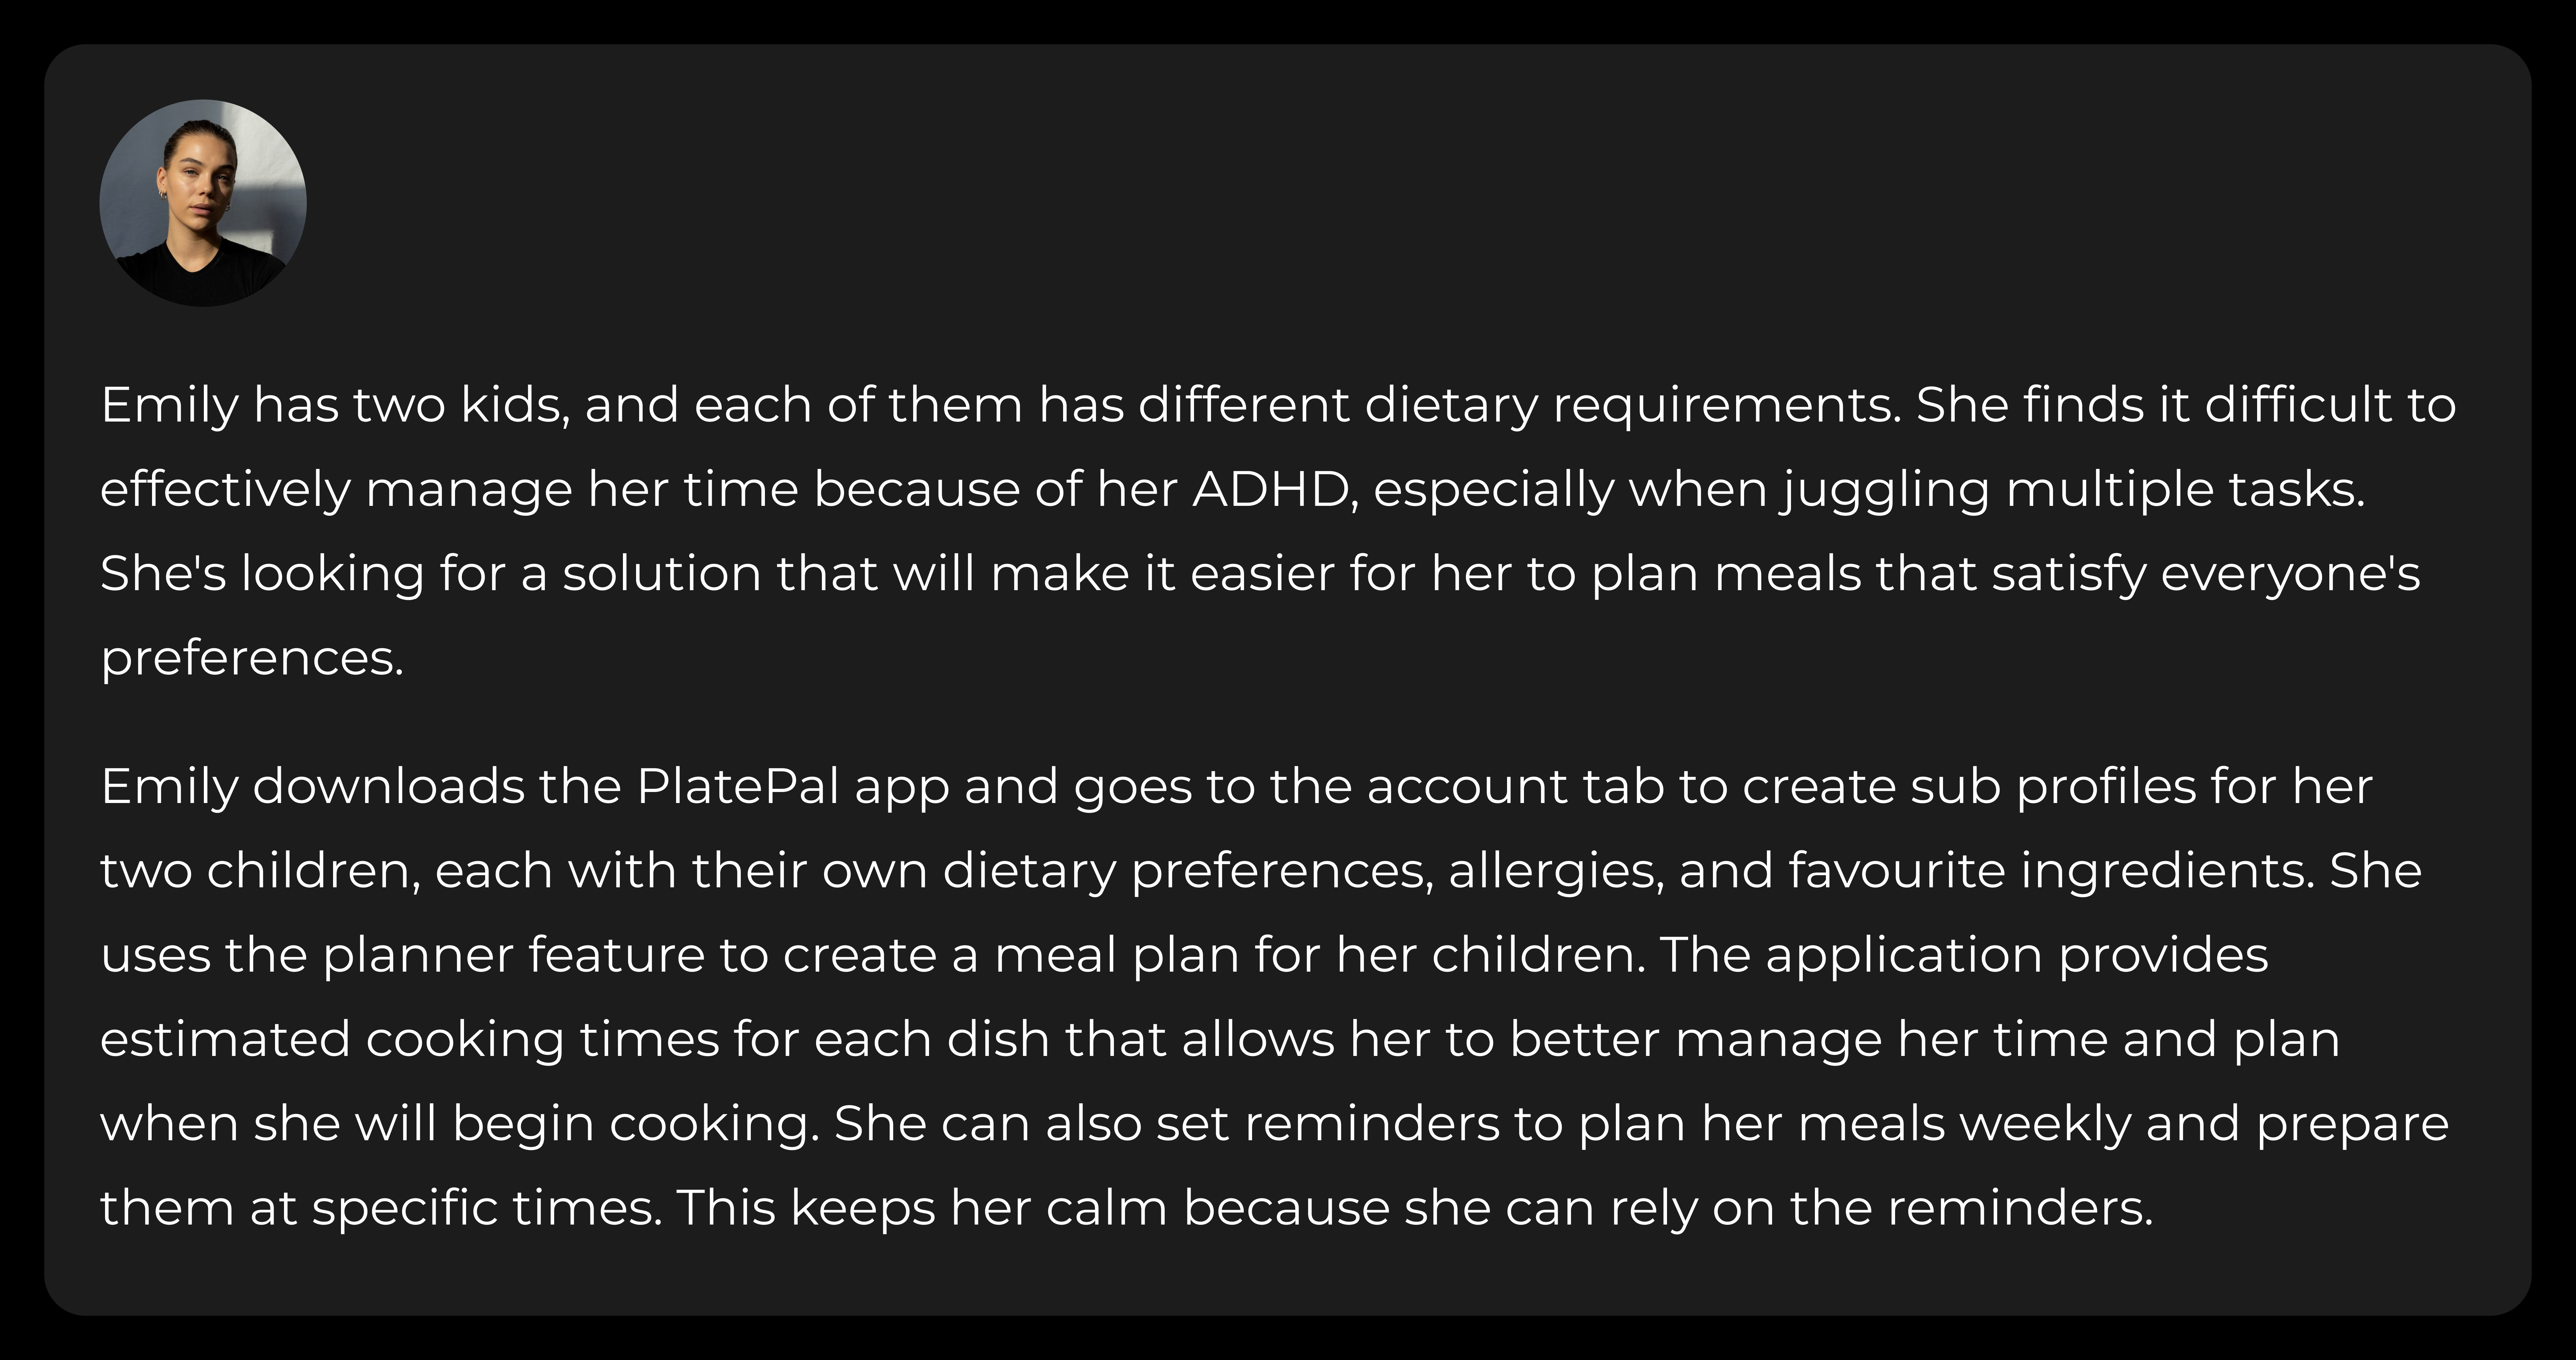 Emily has two kids, and each of them has different dietary requirements. She finds it difficult to
effectively manage her time because of her ADHD, especially when juggling multiple tasks.
She's looking for a solution that will make it easier for her to plan meals that satisfy everyone's
preferences.
Emily downloads the PlatePal app and goes to the account tab to create sub profiles for her
two children, each with their own dietary preferences, allergies, and favourite ingredients. She
uses the planner feature to create a meal plan for her children. The application provides
estimated cooking times for each dish that allows her to better manage her time and plan
when she will begin cooking. She can also set reminders to plan her meals weekly and prepare
them at specific times. This keeps her calm because she can rely on the reminders.